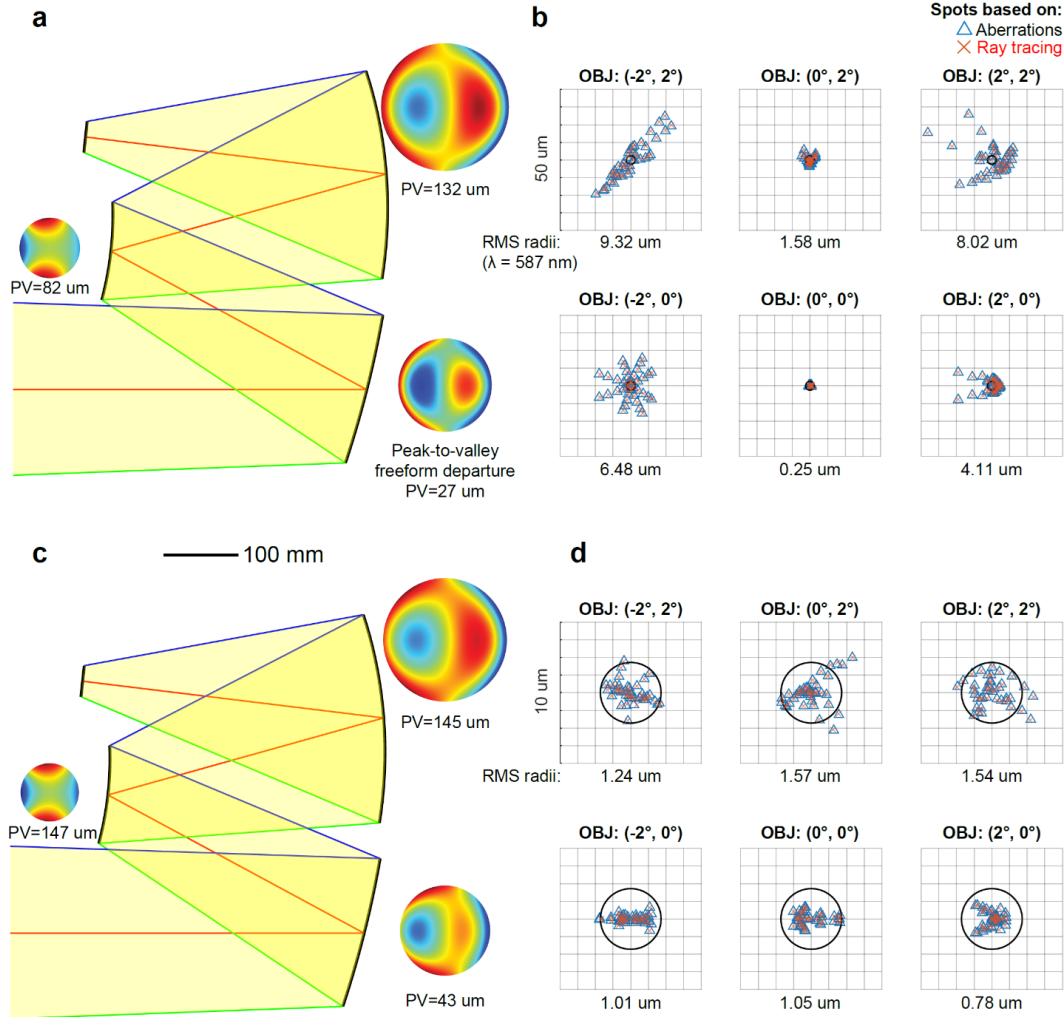 a
PV=132 um
PV=82 um
Peak-to-valley
freeform departure
PV=27 um
b
Spots based on:
Aberrations
Ray tracing
OBJ: (-2°, 2°)
OBJ: (0°, 2°)
OBJ: (2°, 2°)
50 um
RMS radii:
(λ = 587 nm)
9.32 um
1.58 um
8.02 um
OBJ: (-2°, 0°)
OBJ: (0°, 0°)
OBJ: (2°, 0°)
6.48 um
0.25 um
4.11 um
c
100 mm
PV=145 um
PV=147 um
PV=43 um
d
OBJ: (-2°, 2°)
OBJ: (0°, 2°)
OBJ: (2°, 2°)
10 um
RMS radii:
1.24 um
1.57 um
1.54 um
OBJ: (-2°, 0°)
OBJ: (0°, 0°)
OBJ: (2°, 0°)
1.01 um
1.05 um
0.78 um